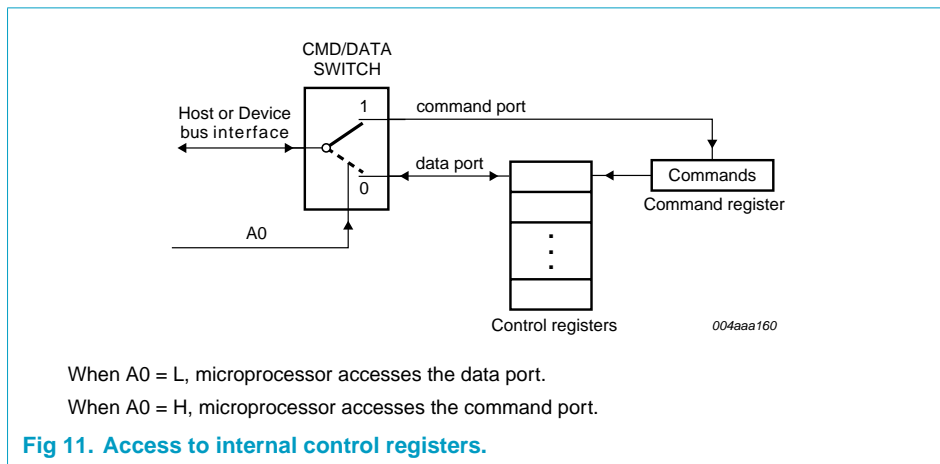 CMD/DATA
SWITCH
1
command port
Host or Device
bus interface
data port
0
Commands
Command register
A0
Control registers
004aaa160
When A0 = L, microprocessor accesses the data port.
When A0 = H, microprocessor accesses the command port.
Fig 11. Access to internal control registers.